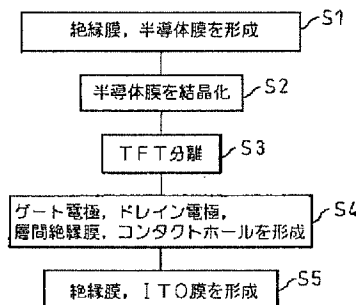 絶縁膜，半導体膜を形成 S1
半導体膜を結晶化 S2
TFT分離 S3
ゲート電極，ドレイン電極，
層間絶縁膜，コンタクトホールを形成 S4
絶縁膜，ITO膜を形成 S5